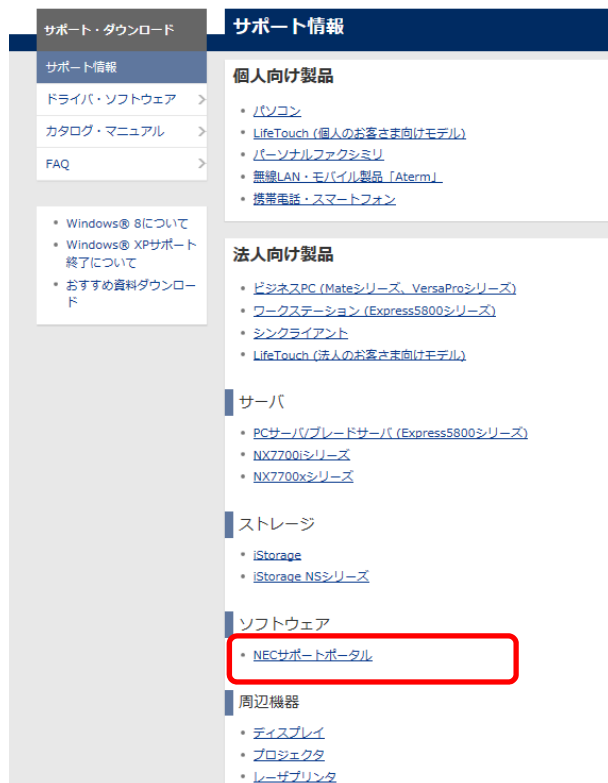 サポート・ダウンロード
サポート情報
ドライバ・ソフトウェア
カタログ・マニュアル
FAQ
• Windows® 8について
• Windows® XPサポート
終了について
• おすすめ資料ダウンロー
ド
サポート情報
個人向け製品
• パソコン
• LifeTouch (個人のお客さま向けモデル)
• パーソナルファクシミリ
• 無線LAN・モバイル製品「Aterm」
• 携帯電話・スマートフォン
法人向け製品
• ビジネスPC (Mateシリーズ、VersaProシリーズ)
• ワークステーション (Express5800シリーズ)
• シンクライアント
• LifeTouch (法人のお客さま向けモデル)
サーバ
• PCサーバ/ブレードサーバ (Express5800シリーズ)
• NX7700iシリーズ
• NX7700xシリーズ
ストレージ
• iStorage
• iStorage NSシリーズ
ソフトウェア
• NECサポートポータル
周辺機器
• ディスプレイ
• プロジェクタ
• レーザプリンタ